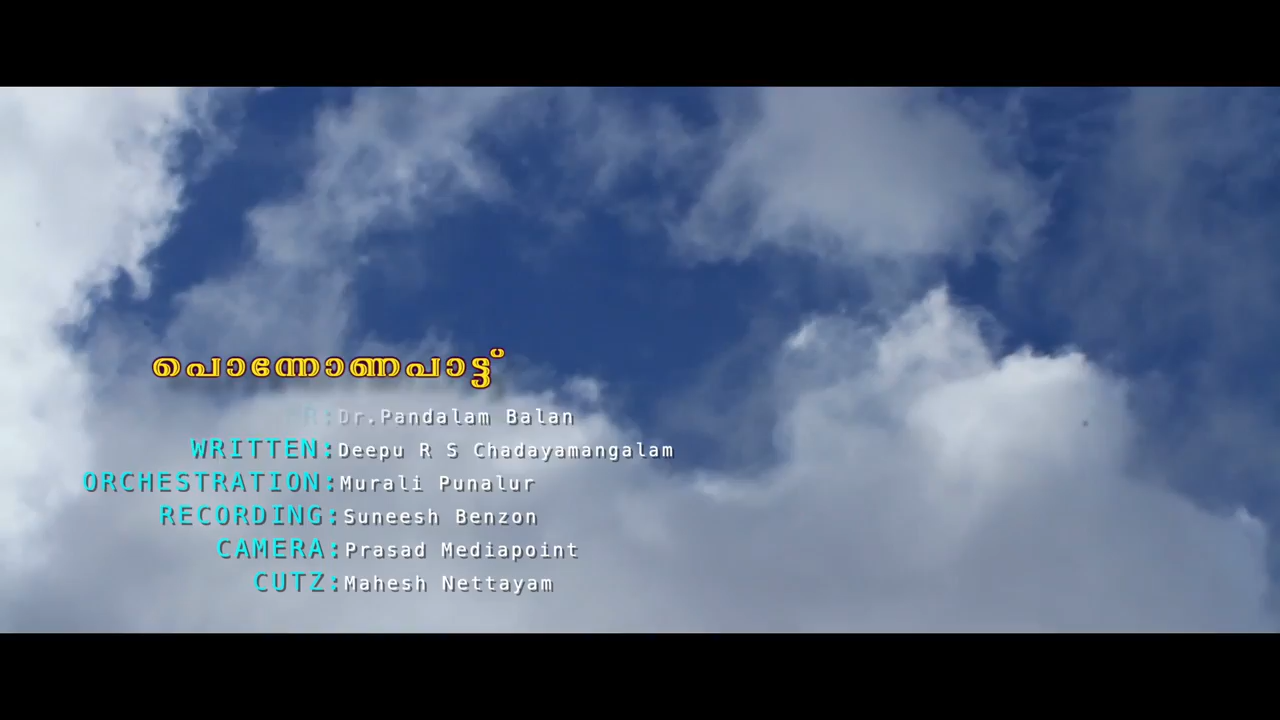 പൊന്നോണപാട്ട്
:Dr.Pandalam Balan
WRITTEN:Deepu R S Chadayamangalam
ORCHESTRATION:Murali Punalur
RECORDING:Suneesh Benzon
CAMERA:Prasad Mediapoint
CUTZ:Mahesh Nettayam